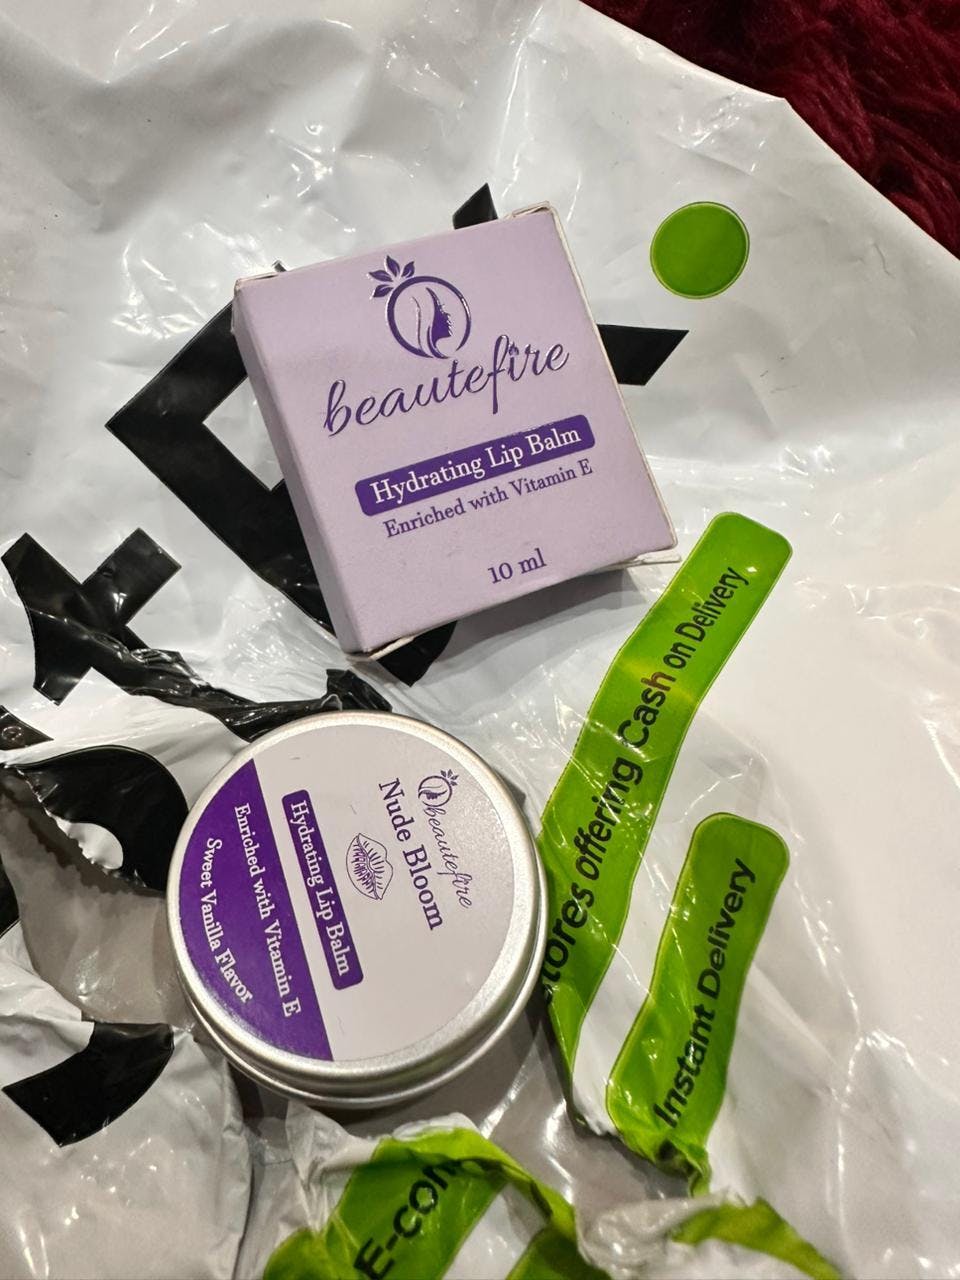 beautefire
Hydrating Lip Balm
Enriched with Vitamin E
10 ml
beautefire
Nude Bloom
Hydrating Lip Balm
Enriched with Vitamin E
Sweet Vanilla Flavor
offering Cash on Delivery
Instant Delivery